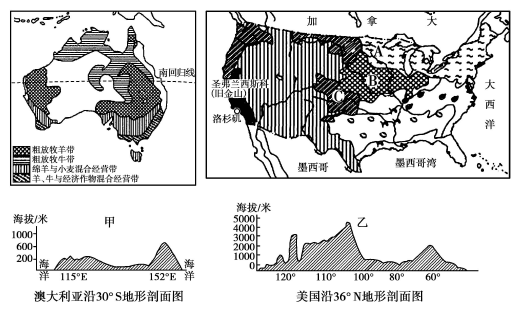 南回归线
粗放牧羊带
粗放牧牛带
绵羊与小麦混合经营带
羊、牛与经济作物混合经营带
加 拿 大
A
B
C
圣弗兰西斯科
(旧金山)
洛杉矶
大西洋
墨西哥
墨西哥湾
海拔/米
甲
1000
600
200
海洋
海洋
115°E
152°E
澳大利亚沿30°S地形剖面图
海拔/米
乙
5000
4000
3000
2000
1000
0
120°
110°
100°
80°
60°
美国沿36°N地形剖面图